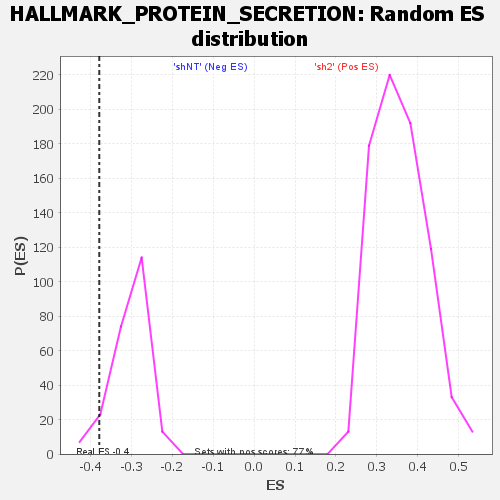 HALLMARK_PROTEIN_SECRETION: Random ES
distribution
'shNT' (Neg ES)
'sh2' (Pos ES)
220
200
180
160
140
120
100
80
60
40
20
0
P(ES)
Real ES -0.4
Sets with pos scores: 77%
-0.4 -0.3 -0.2 -0.1 0.0 0.1 0.2 0.3 0.4 0.5
ES